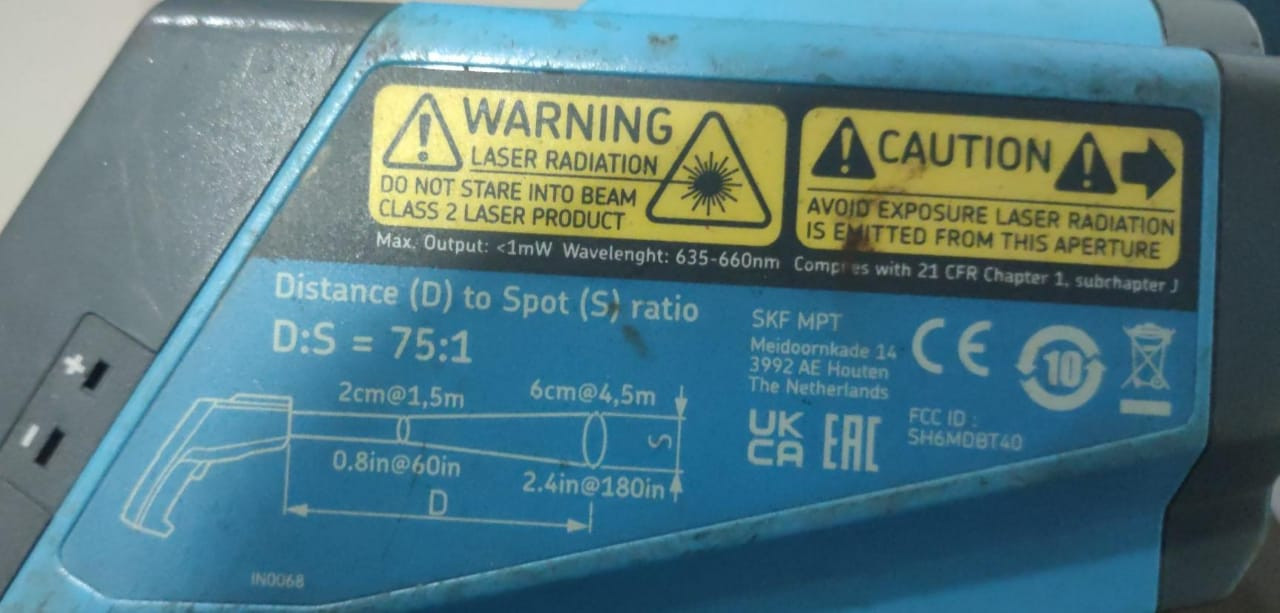 WARNING
LASER RADIATION
DO NOT STARE INTO BEAM
CLASS 2 LASER PRODUCT
CAUTION
AVOID EXPOSURE LASER RADIATION
IS EMITTED FROM THIS APERTURE
Max. Output: <1mW Wavelenght: 635-660nm
Complies with 21 CFR Chapter 1, subchapter J
Distance (D) to Spot (S) ratio
D:S = 75:1
2cm@1,5m
6cm@4,5m
S
0.8in@60in
2.4in@180in
D
SKF MPT
Meidoornkade 14
3992 AE Houten
The Netherlands
CE
10
UK
CA
EAC
FCC ID :
SH6MDBT40
+
-
IN0068